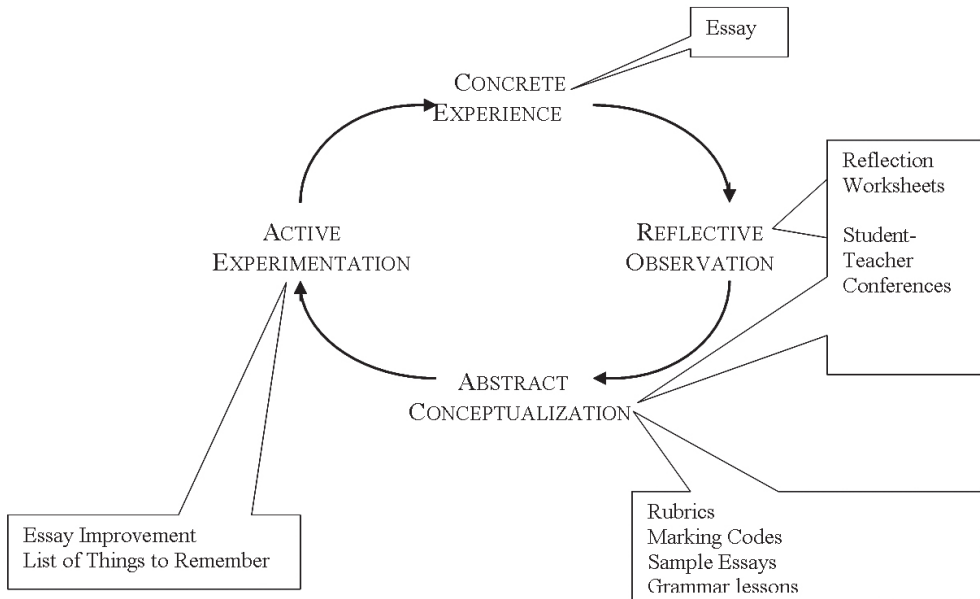 Essay
CONCRETE
EXPERIENCE
Reflection
Worksheets
Student-
Teacher
Conferences
REFLECTIVE
OBSERVATION
ACTIVE
EXPERIMENTATION
ABSTRACT
CONCEPTUALIZATION
Essay Improvement
List of Things to Remember
Rubrics
Marking Codes
Sample Essays
Grammar lessons